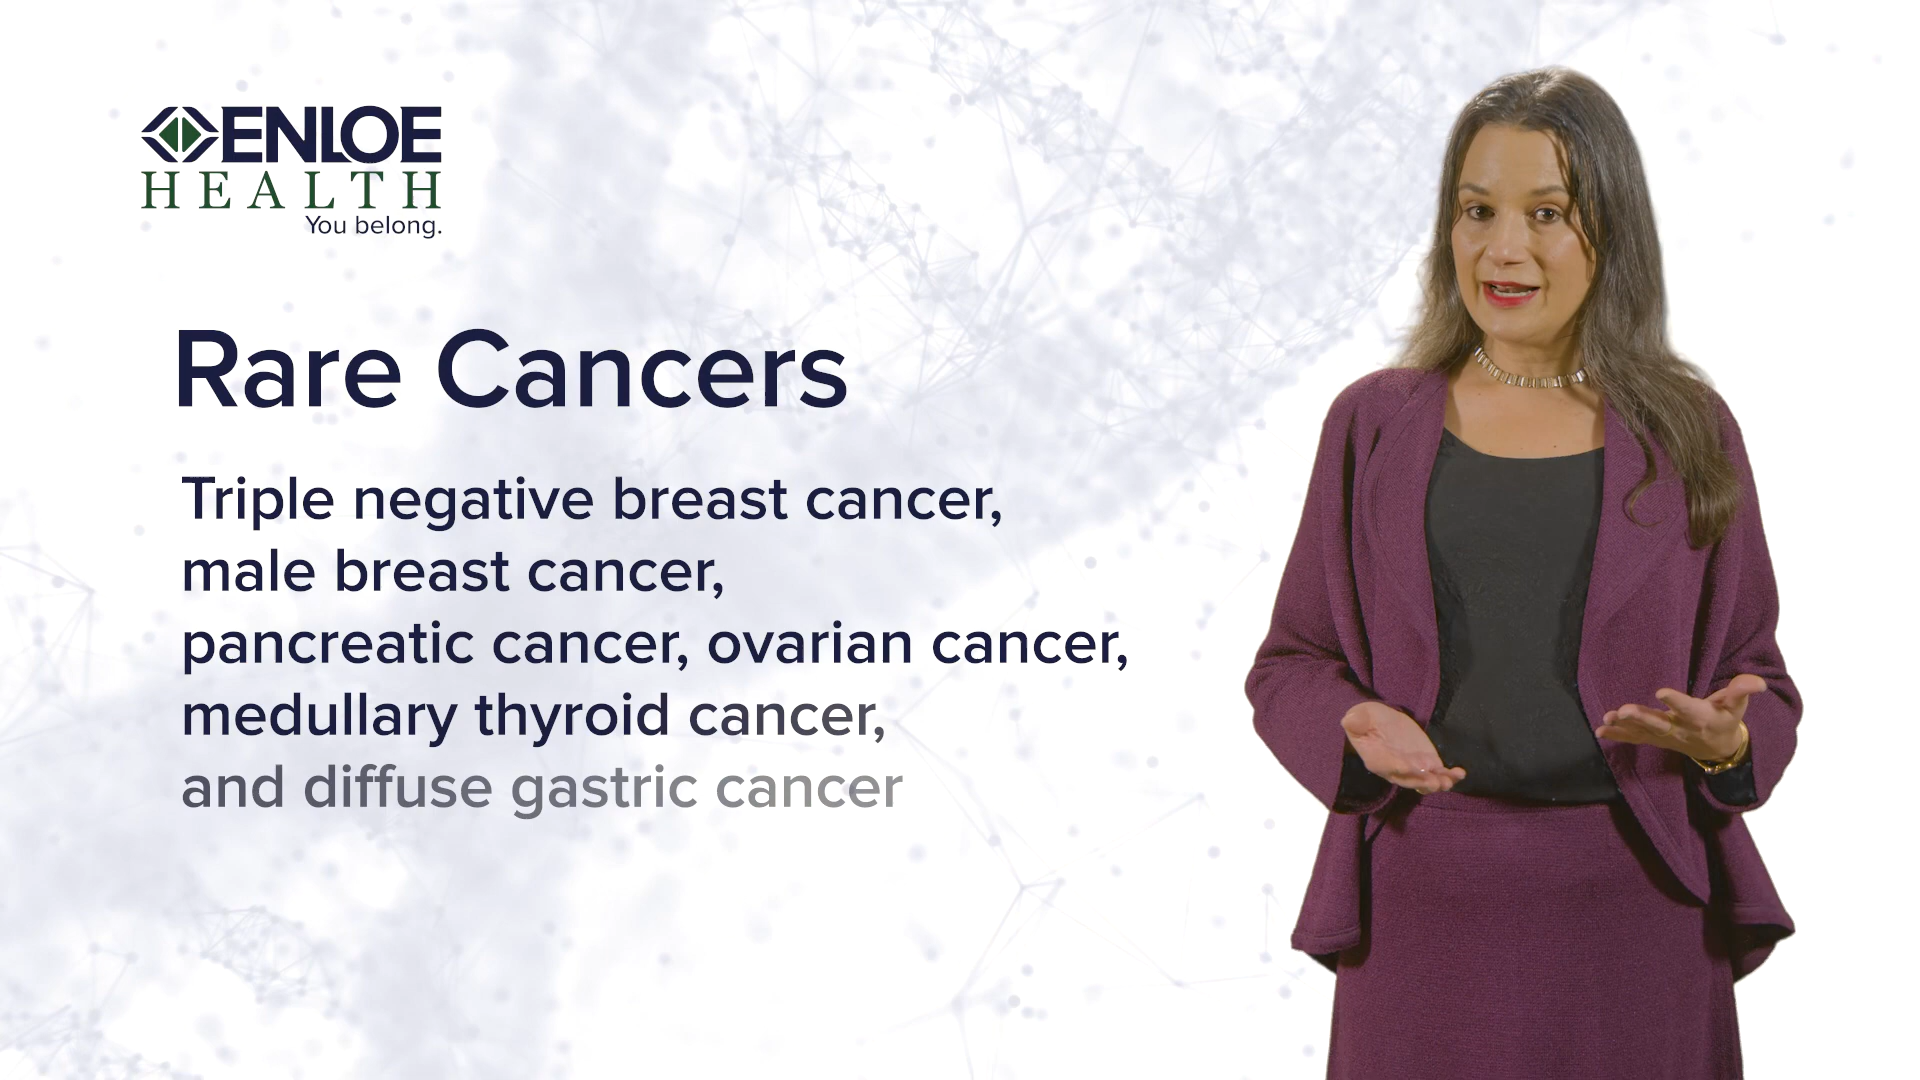 ENLOE
HEALTH
You belong.
Rare Cancers
Triple negative breast cancer,
male breast cancer,
pancreatic cancer, ovarian cancer,
medullary thyroid cancer,
and diffuse gastric cancer